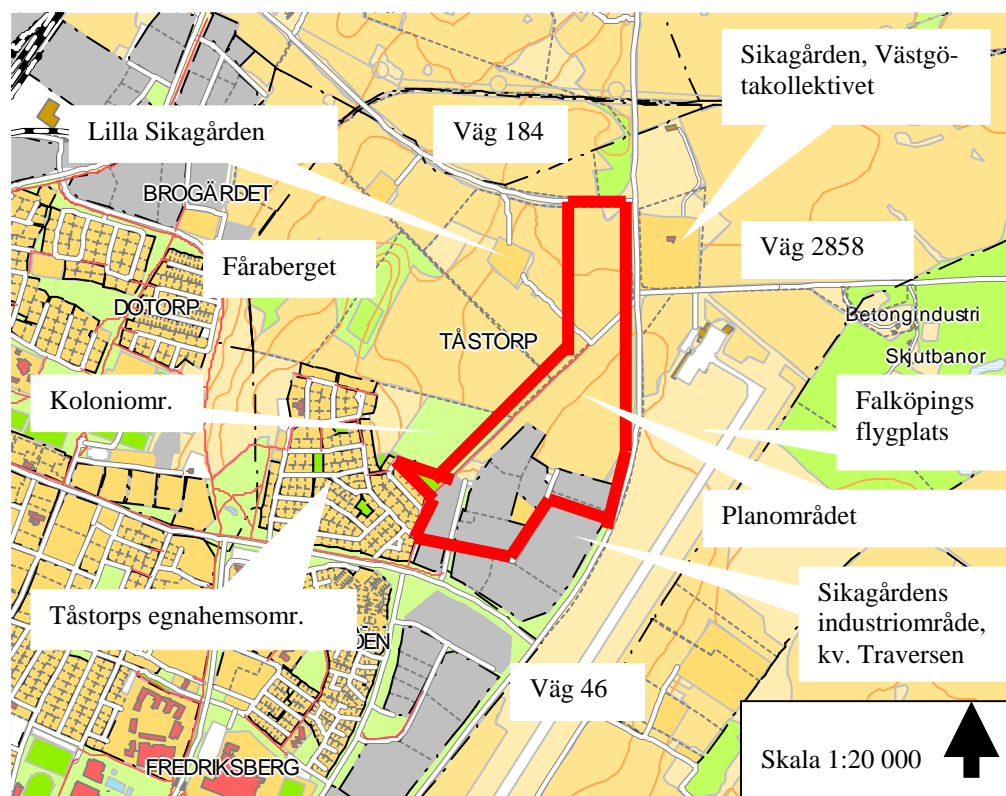 Sikagården, Västgö-
takollektivet
Lilla Sikagården
Väg 184
BROGÄRDET
Fåraberget
Väg 2858
DOTORP
TÅSTORP
Betongindustri
Skjutbanor
Koloniomr.
Falköpings
flygplats
Planområdet
Tåstorps egnahemsomr.
DEN
Sikagårdens
industriområde,
kv. Traversen
Väg 46
FREDRIKSBERG
Skala 1:20 000